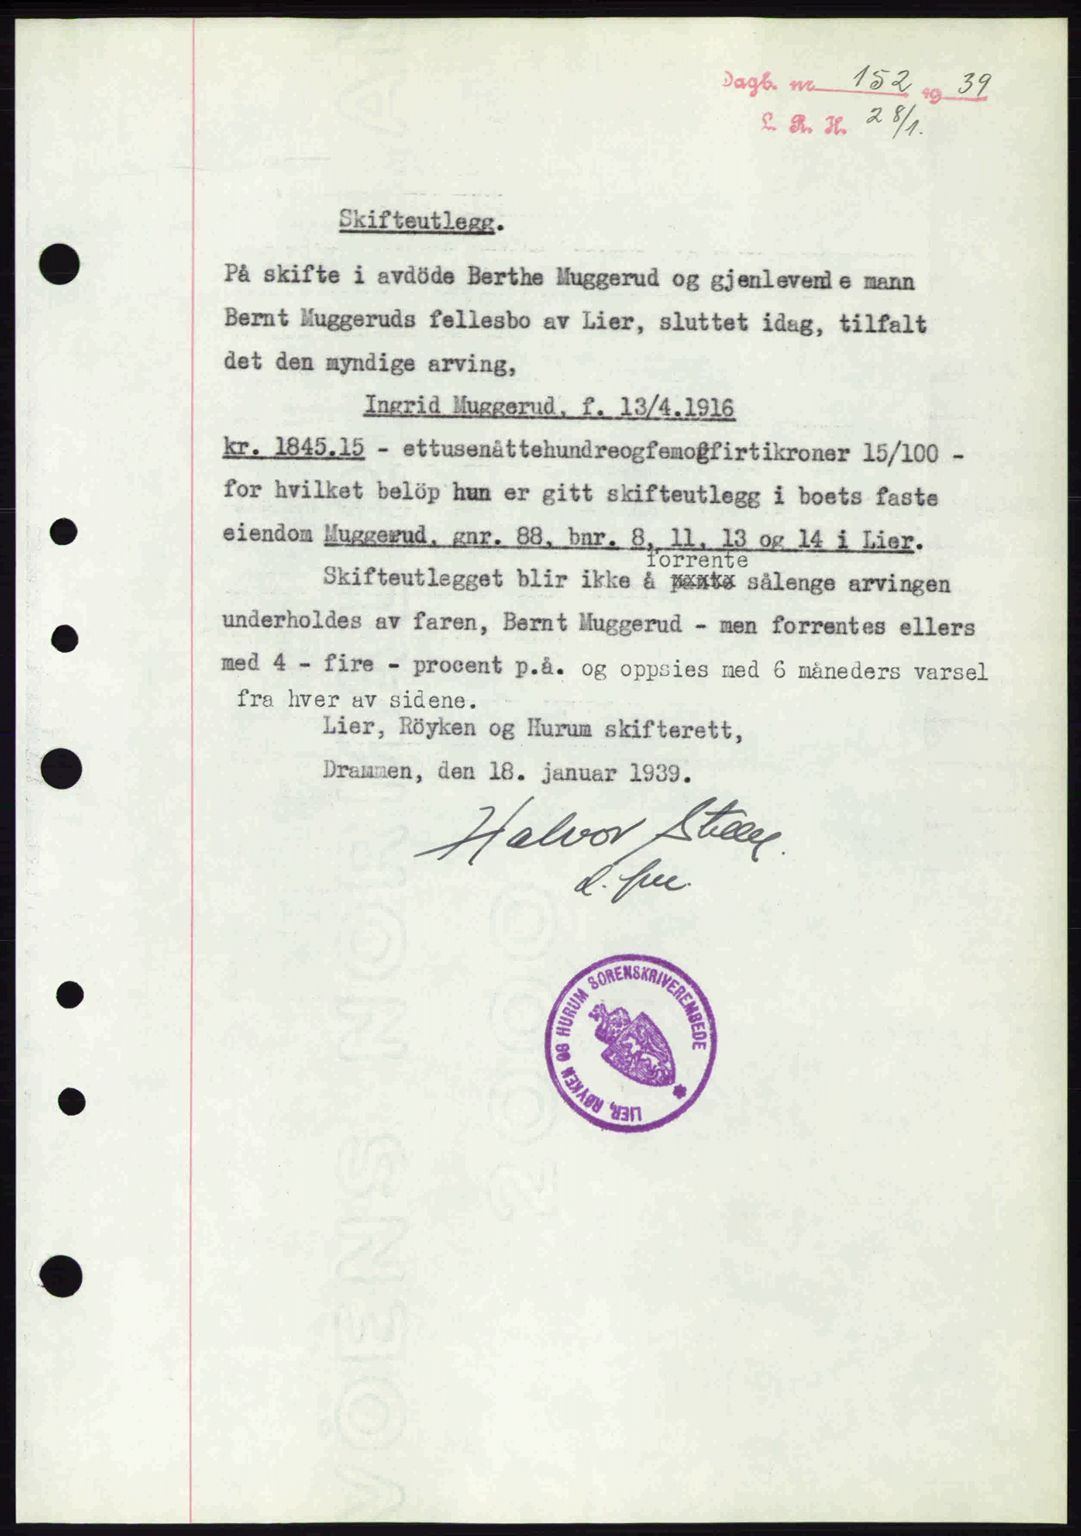 Dagb. nr 152 19 39
L. R. H. 28/1.
Skifteutlegg.
På skifte i avdöde Berthe Muggerud og gjenlevende mann
Bernt Muggeruds fellesbo av Lier, sluttet idag, tilfalt
det den myndige arving,
Ingrid Muggerud, f. 13/4.1916
kr. 1845.15 - ettusenåttehundreogfemogfirtikroner 15/100 -
for hvilket belöp hun er gitt skifteutlegg i boets faste
eiendom Muggerud, gnr. 88, bnr. 8, 11, 13 og 14 i Lier.
forrente
Skifteutlegget blir ikke å sålenge arvingen
underholdes av faren, Bernt Muggerud - men forrentes ellers
med 4 - fire - procent p.å. og oppsies med 6 måneders varsel
fra hver av sidene.
Lier, Röyken og Hurum skifterett,
Drammen, den 18. januar 1939.
Halvor
LIER, RØYKEN OG HURUM SORENSKRIVEREMBEDE